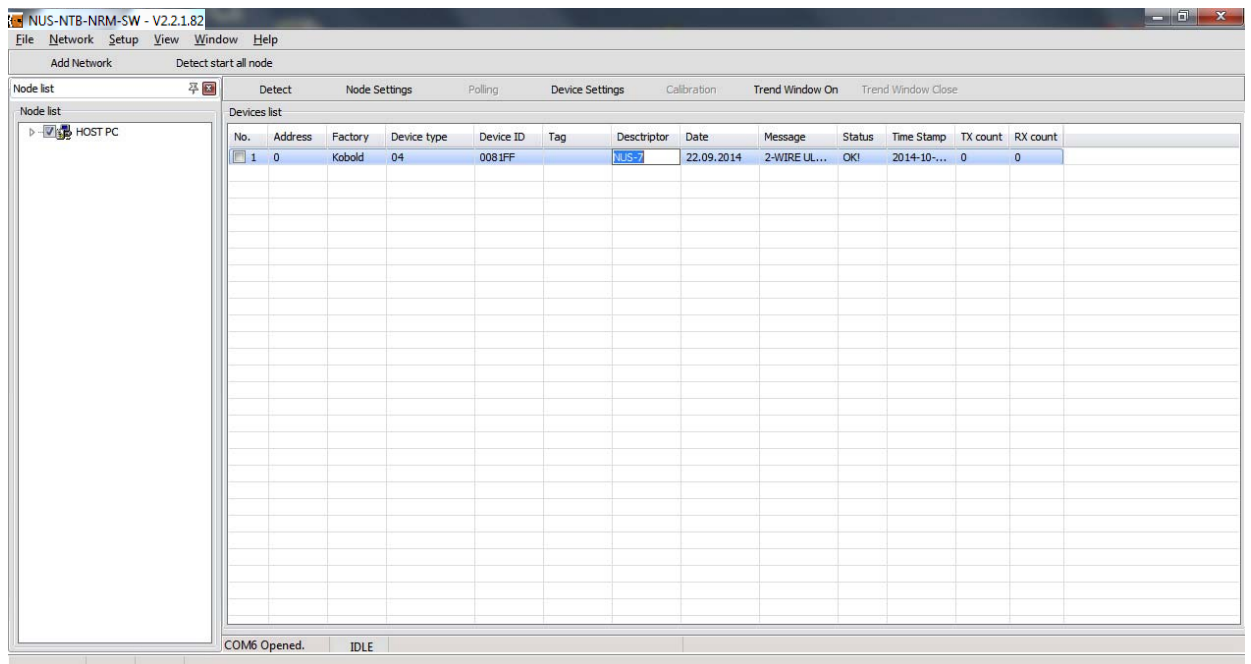 NUS-NTB-NRM-SW - V2.2.1.82
File Network Setup View Window Help
Add Network Detect start all node
Node list
Detect Node Settings Polling Device Settings Calibration Trend Window On Trend Window Close
Node list
HOST PC
Devices list
No. Address Factory Device type Device ID Tag Desctriptor Date Message Status Time Stamp TX count RX count
1 0 Kobold 04 0081FF NUS-7 22.09.2014 2-WIRE UL... OK! 2014-10-... 0 0
COM6 Opened. IDLE